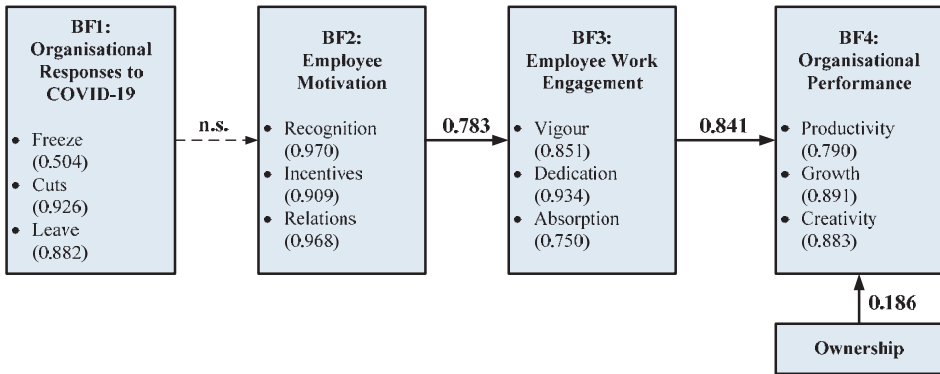 BF1:
Organisational
Responses to
COVID-19
• Freeze
(0.504)
• Cuts
(0.926)
• Leave
(0.882)
n.s.
BF2:
Employee
Motivation
• Recognition
(0.970)
• Incentives
(0.909)
• Relations
(0.968)
0.783
BF3:
Employee Work
Engagement
• Vigour
(0.851)
• Dedication
(0.934)
• Absorption
(0.750)
0.841
BF4:
Organisational
Performance
• Productivity
(0.790)
• Growth
(0.891)
• Creativity
(0.883)
0.186
Ownership